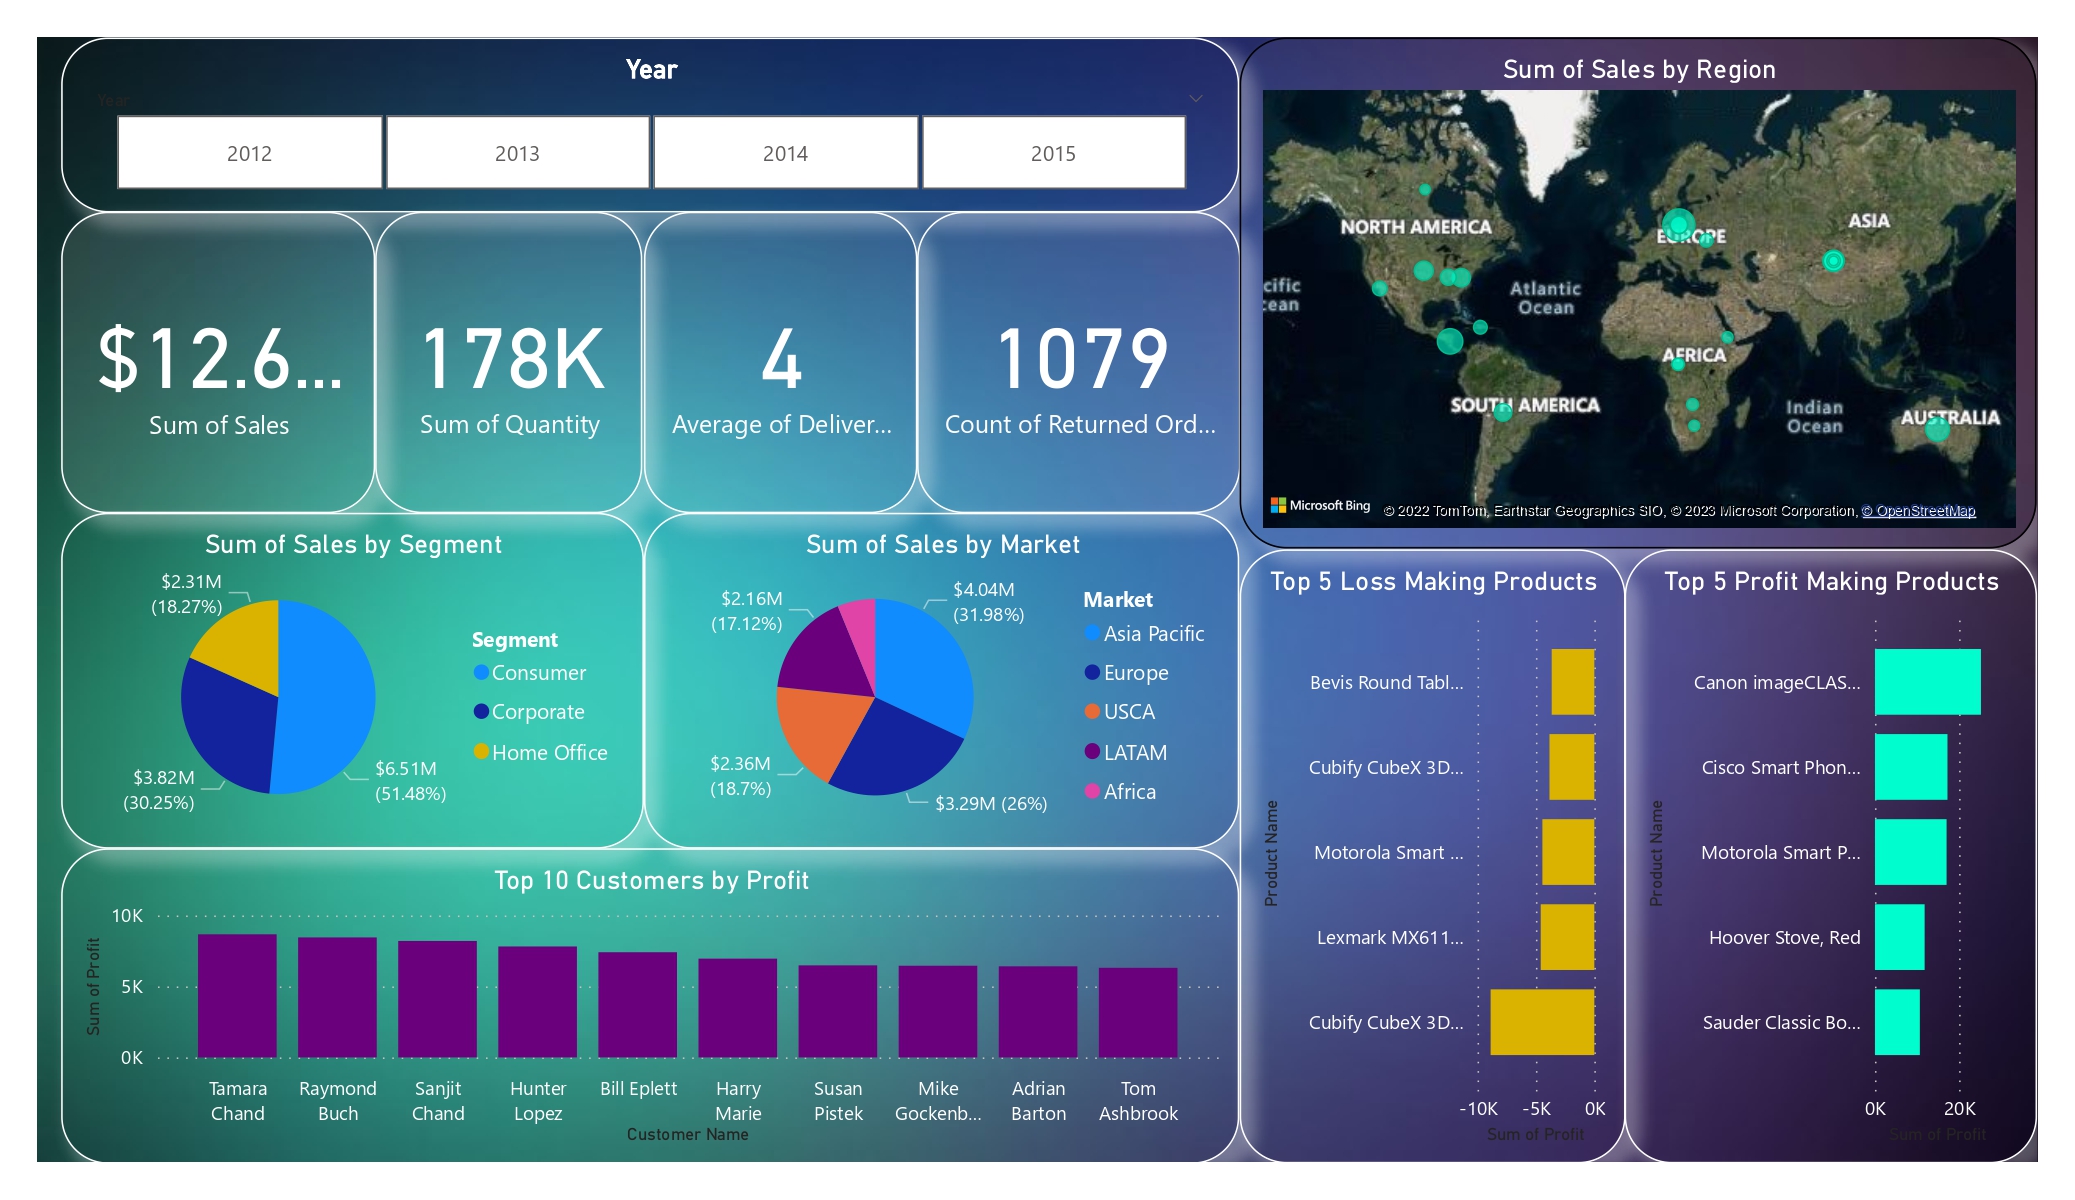 Year
Year
2012
2013
2014
2015
$12.6...
Sum of Sales
178K
Sum of Quantity
4
Average of Deliver...
1079
Count of Returned Ord...
Sum of Sales by Region
NORTH AMERICA
EUROPE
ASIA
cific
cean
Atlantic
Ocean
AFRICA
SOUTH AMERICA
Indian
Ocean
AUSTRALIA
Microsoft Bing
© 2022 TomTom, Earthstar Geographics SIO, © 2023 Microsoft Corporation, © OpenStreetMap
Sum of Sales by Segment
$2.31M
(18.27%)
$3.82M
(30.25%)
$6.51M
(51.48%)
Segment
Consumer
Corporate
Home Office
Sum of Sales by Market
$2.16M
(17.12%)
$4.04M
(31.98%)
$2.36M
(18.7%)
$3.29M (26%)
Market
Asia Pacific
Europe
USCA
LATAM
Africa
Top 10 Customers by Profit
Sum of Profit
10K
5K
0K
Tamara
Chand
Raymond
Buch
Sanjit
Chand
Hunter
Lopez
Bill Eplett
Harry
Marie
Susan
Pistek
Mike
Gockenb...
Adrian
Barton
Tom
Ashbrook
Customer Name
Top 5 Loss Making Products
Product Name
Bevis Round Tabl...
Cubify CubeX 3D...
Motorola Smart ...
Lexmark MX611...
Cubify CubeX 3D...
-10K
-5K
0K
Sum of Profit
Top 5 Profit Making Products
Product Name
Canon imageCLAS...
Cisco Smart Phon...
Motorola Smart P...
Hoover Stove, Red
Sauder Classic Bo...
0K
20K
Sum of Profit